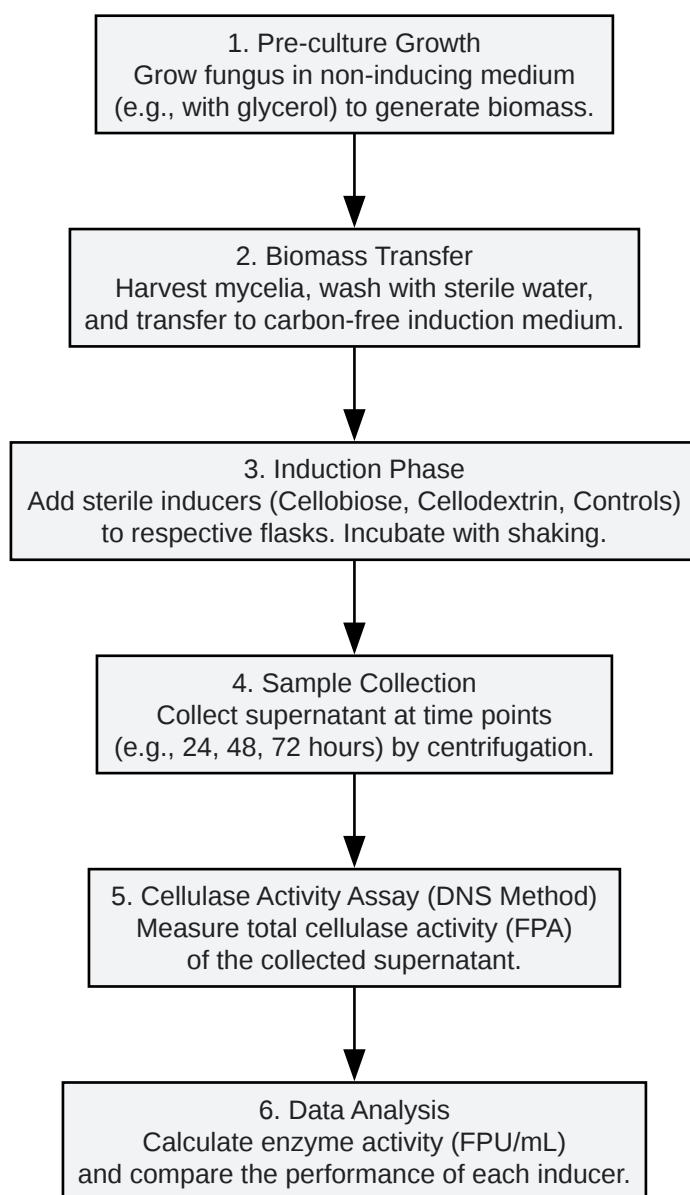 1. Pre-culture Growth
Grow fungus in non-inducing medium
(e.g., with glycerol) to generate biomass.
2. Biomass Transfer
Harvest mycelia, wash with sterile water,
and transfer to carbon-free induction medium.
3. Induction Phase
Add sterile inducers (Cellobiose, Cellodextrin, Controls)
to respective flasks. Incubate with shaking.
4. Sample Collection
Collect supernatant at time points
(e.g., 24, 48, 72 hours) by centrifugation.
5. Cellulase Activity Assay (DNS Method)
Measure total cellulase activity (FPA)
of the collected supernatant.
6. Data Analysis
Calculate enzyme activity (FPU/mL)
and compare the performance of each inducer.